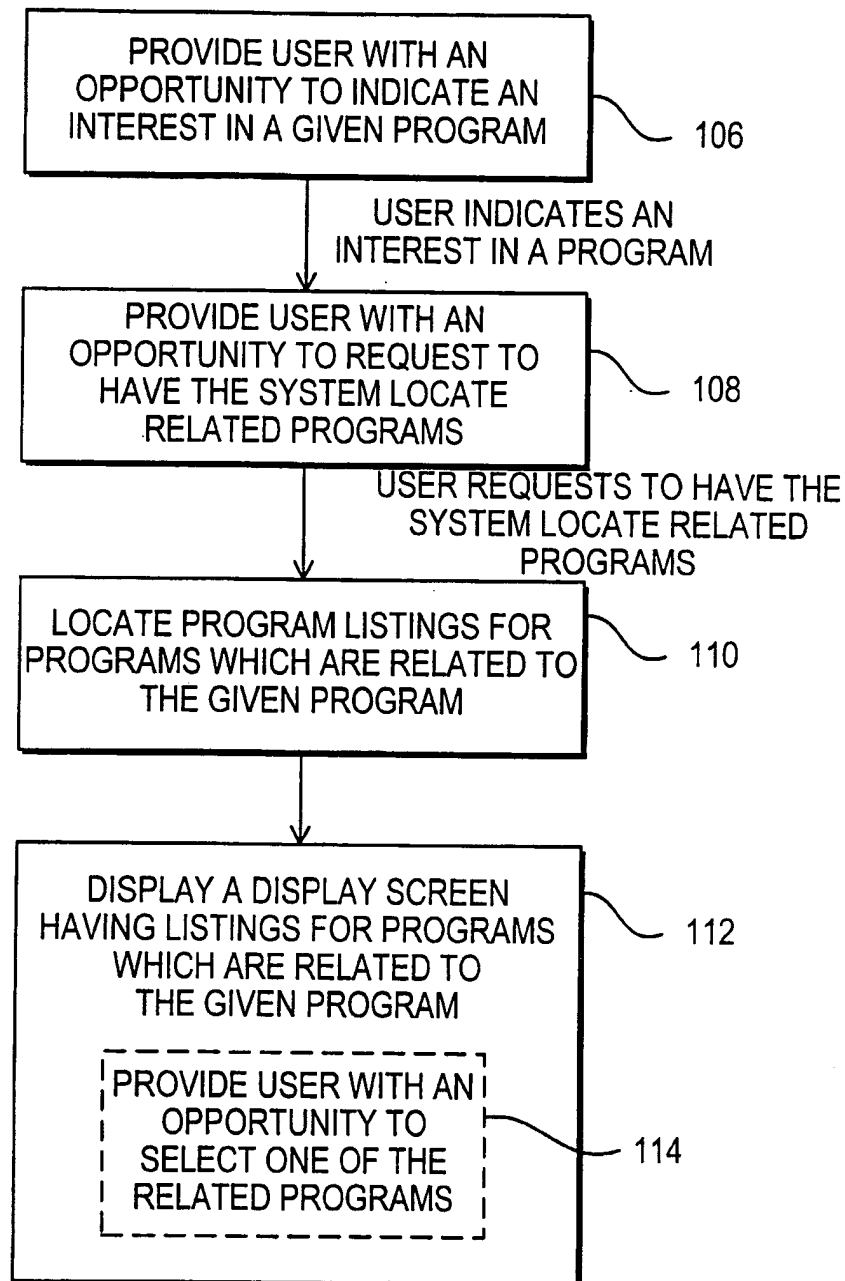 PROVIDE USER WITH AN
OPPORTUNITY TO INDICATE AN
INTEREST IN A GIVEN PROGRAM
106
USER INDICATES AN
INTEREST IN A PROGRAM
PROVIDE USER WITH AN
OPPORTUNITY TO REQUEST TO
HAVE THE SYSTEM LOCATE
RELATED PROGRAMS
108
USER REQUESTS TO HAVE THE
SYSTEM LOCATE RELATED
PROGRAMS
LOCATE PROGRAM LISTINGS FOR
PROGRAMS WHICH ARE RELATED TO
THE GIVEN PROGRAM
110
DISPLAY A DISPLAY SCREEN
HAVING LISTINGS FOR PROGRAMS
WHICH ARE RELATED TO
THE GIVEN PROGRAM
112
PROVIDE USER WITH AN
OPPORTUNITY TO
SELECT ONE OF THE
RELATED PROGRAMS
114